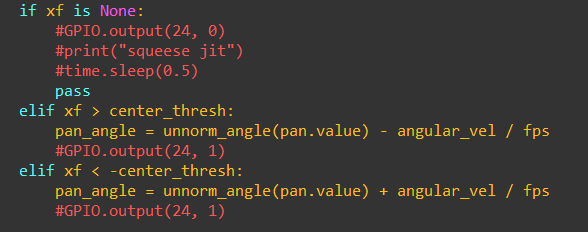 if xf is None:
    #GPIO.output(24, 0)
    #print("squeese jit")
    #time.sleep(0.5)
    pass
elif xf > center_thresh:
    pan_angle = unnorm_angle(pan.value) - angular_vel / fps
    #GPIO.output(24, 1)
elif xf < -center_thresh:
    pan_angle = unnorm_angle(pan.value) + angular_vel / fps
    #GPIO.output(24, 1)